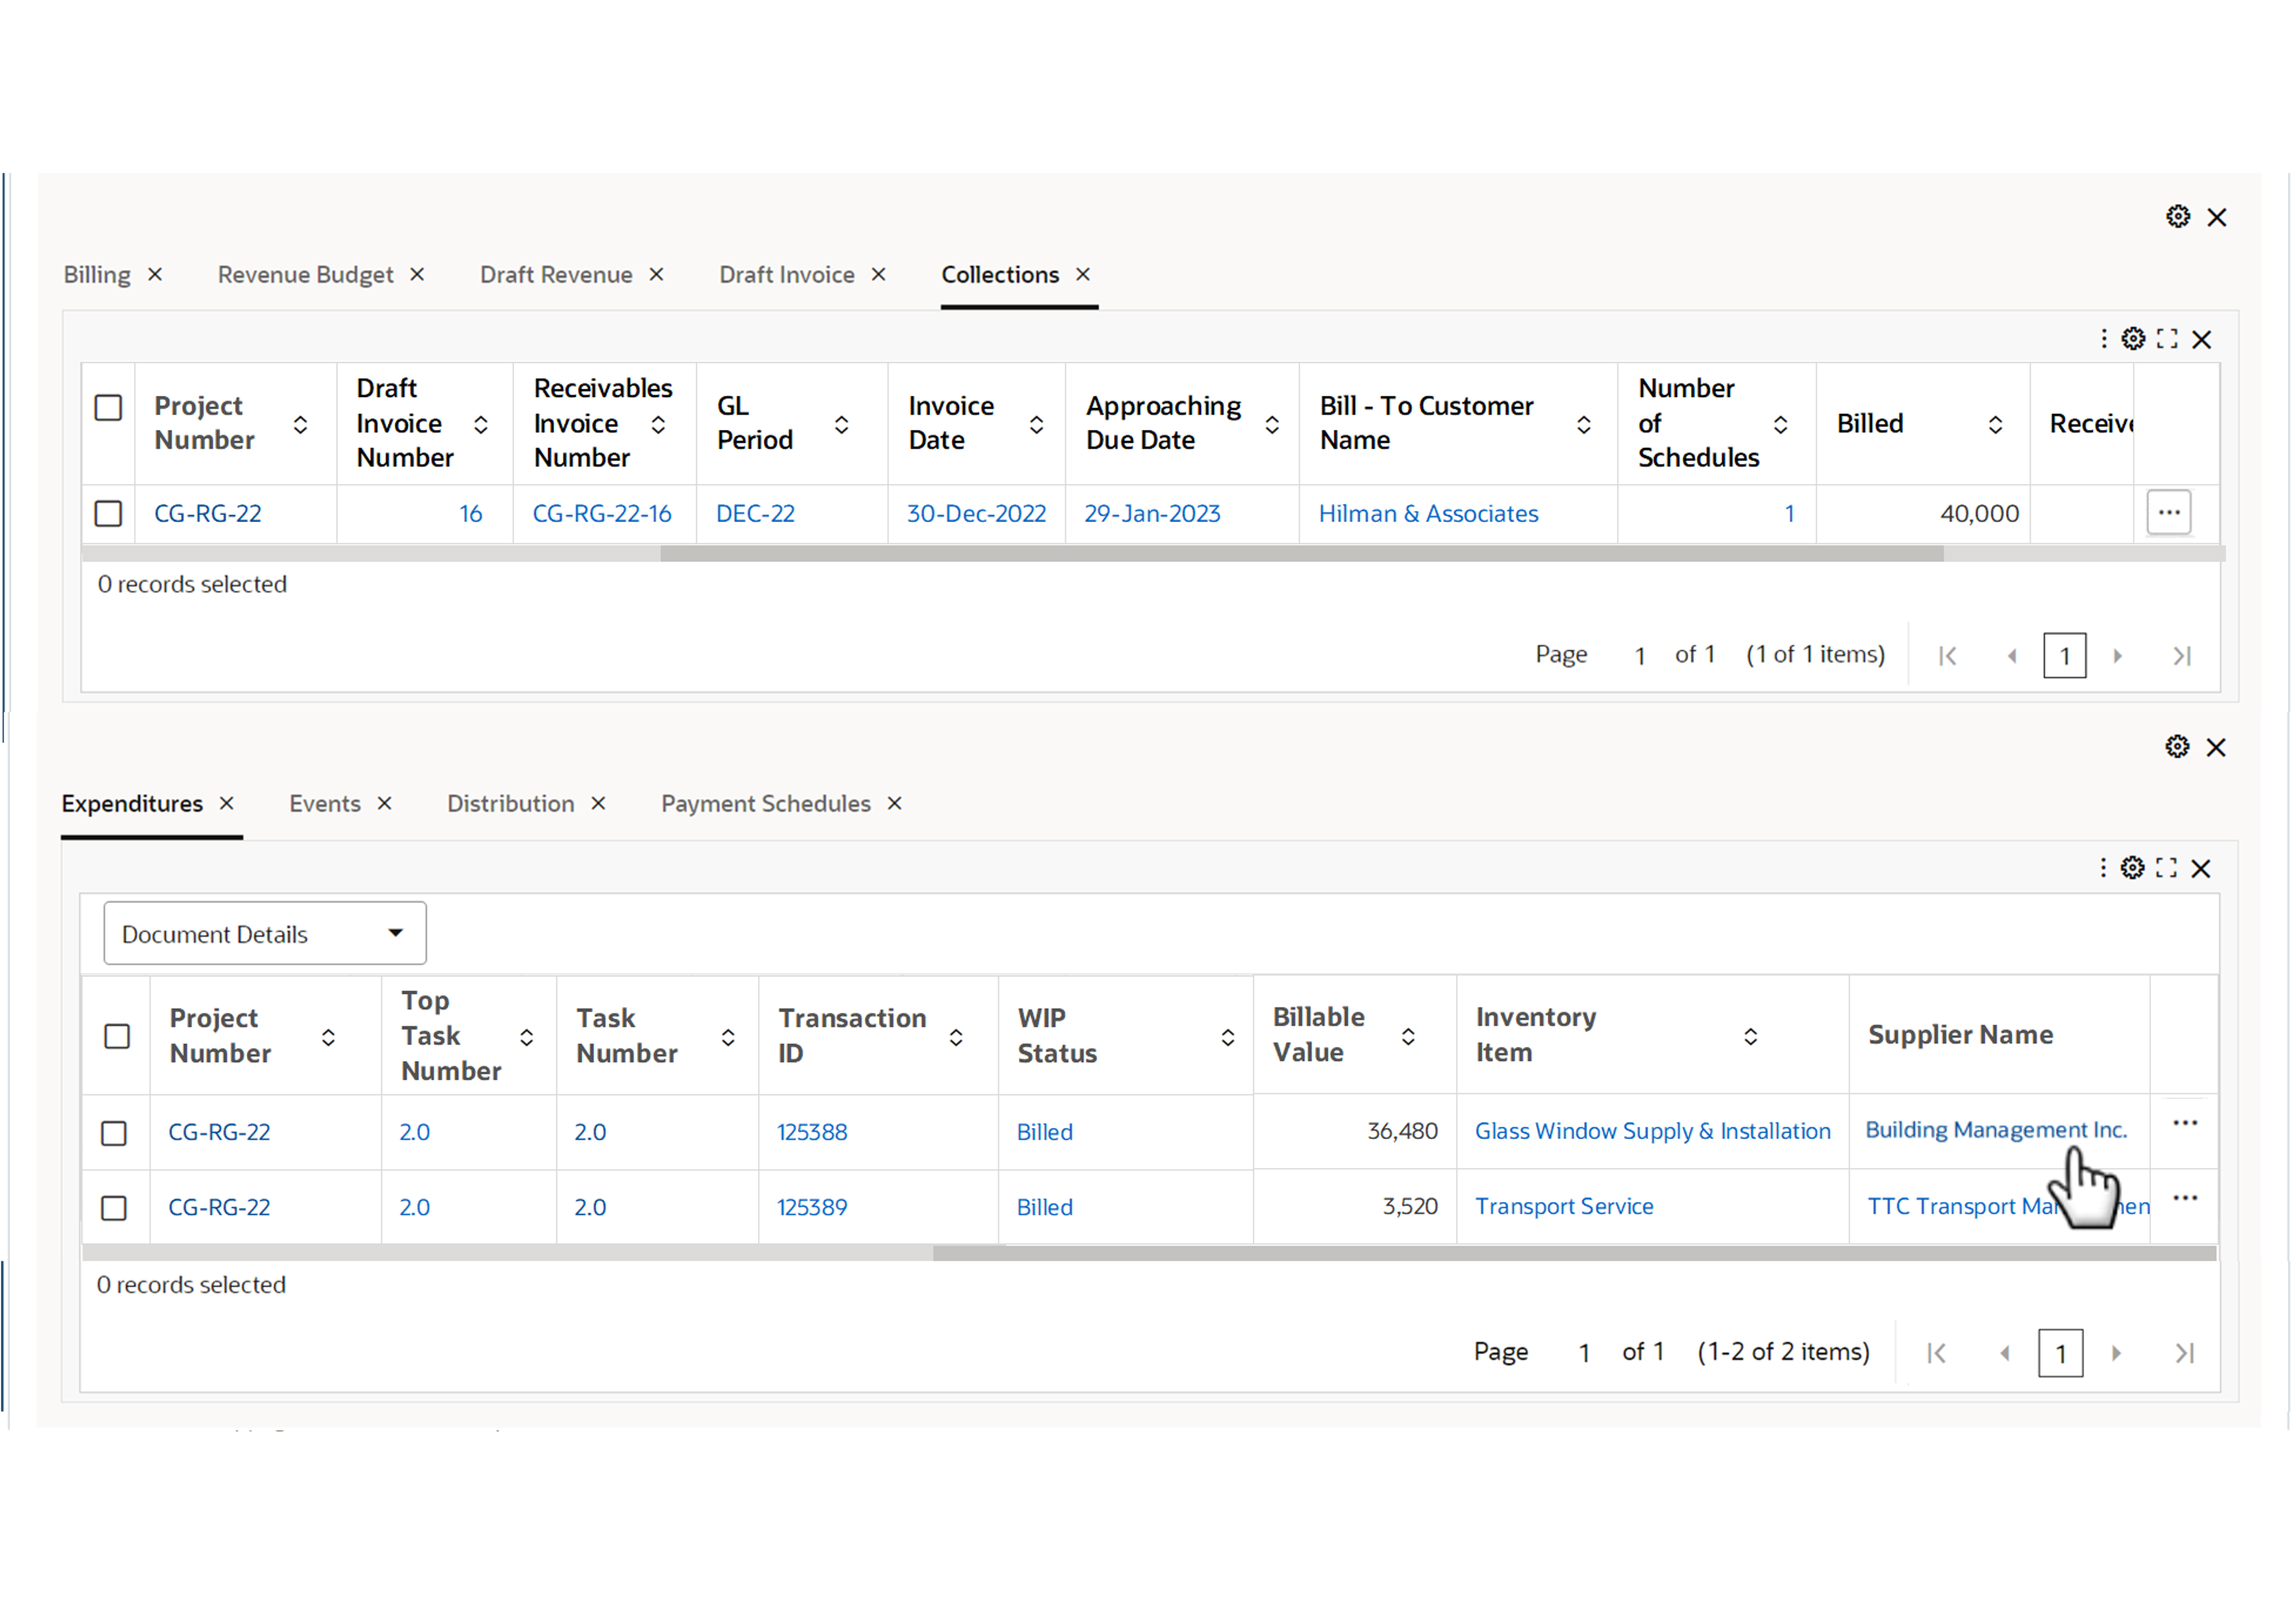 Billing Revenue Budget Draft Revenue Draft Invoice Collections
Project Number
Draft Invoice Number
Receivables Invoice Number
GL Period
Invoice Date
Approaching Due Date
Bill - To Customer Name
Number of Schedules
Billed
Receive
CG-RG-22 16 CG-RG-22-16 DEC-22 30-Dec-2022 29-Jan-2023 Hilman & Associates 1 40,000 ...
0 records selected
Page 1 of 1 (1 of 1 items) 1
Expenditures Events Distribution Payment Schedules
Document Details
Project Number
Top Task Number
Task Number
Transaction ID
WIP Status
Billable Value
Inventory Item
Supplier Name
CG-RG-22 2.0 2.0 125388 Billed 36,480 Glass Window Supply & Installation Building Management Inc. ...
CG-RG-22 2.0 2.0 125389 Billed 3,520 Transport Service TTC Transport ...
0 records selected
Page 1 of 1 (1-2 of 2 items) 1